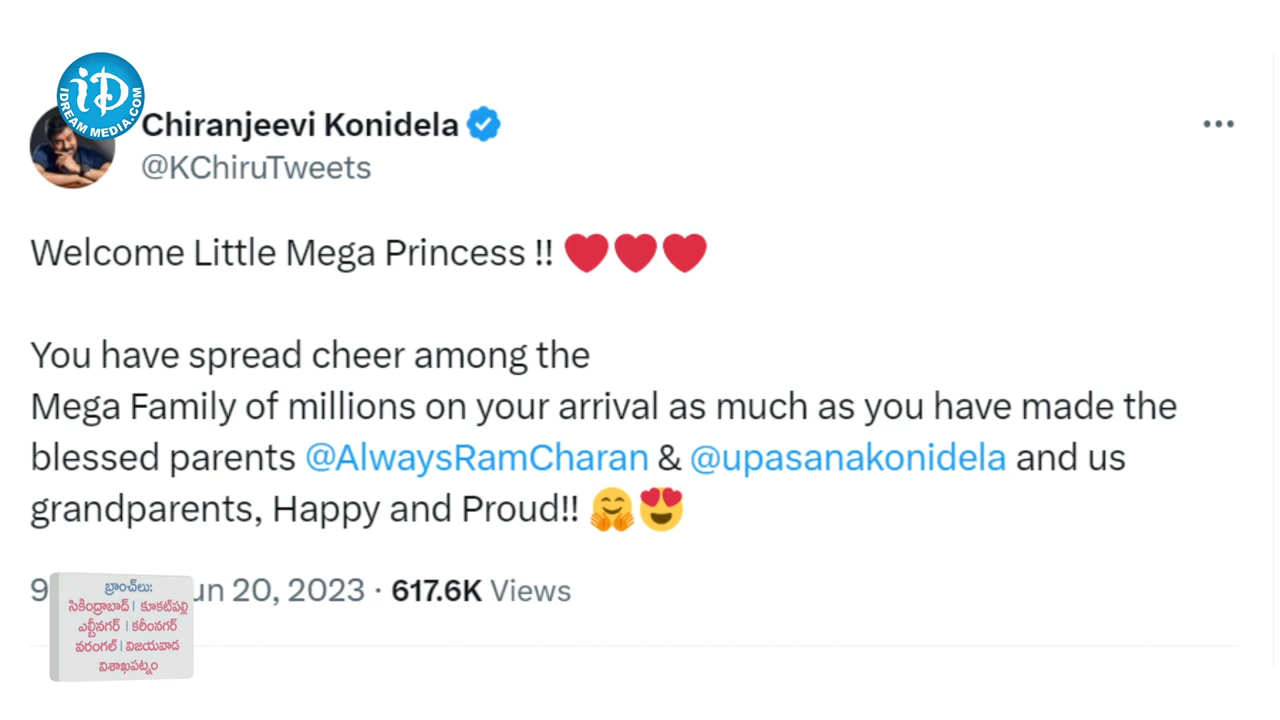 iD
IDREAM MEDIA.COM
Chiranjeevi Konidela
@KChiruTweets
Welcome Little Mega Princess !! ❤️❤️❤️
You have spread cheer among the
Mega Family of millions on your arrival as much as you have made the
blessed parents @AlwaysRamCharan & @upasanakonidela and us
grandparents, Happy and Proud!! 🤗😍
9 un 20, 2023 · 617.6K Views
బ్రాంచ్‌లు:
సికింద్రాబాద్ | కూకట్‌పల్లి
ఎల్బీనగర్ | కరీంనగర్
వరంగల్ | విజయవాడ
విశాఖపట్నం